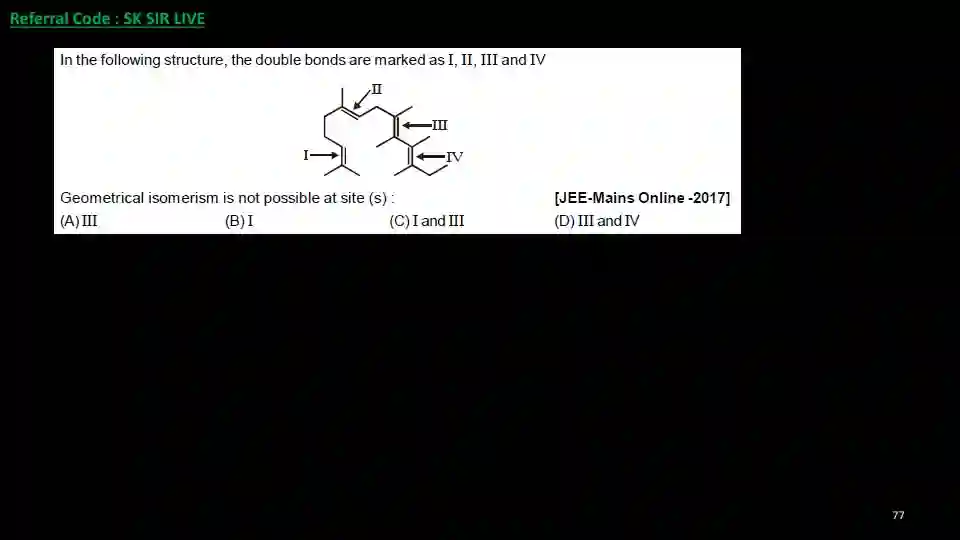 Referral Code : SK SIR LIVE
In the following structure, the double bonds are marked as I, II, III and IV
II
III
I
IV
Geometrical isomerism is not possible at site (s) : [JEE-Mains Online -2017]
(A) III (B) I (C) I and III (D) III and IV
77